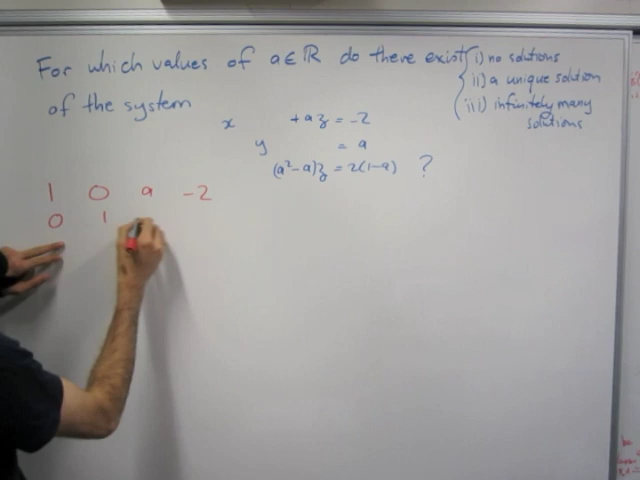 For which values of a∈ℝ do there exist
i) no solutions
ii) a unique solution
iii) infinitely many
solutions
of the system
x + az = -2
y = a
(a²-a)z = 2(1-a) ?
1 0 a -2
0 1